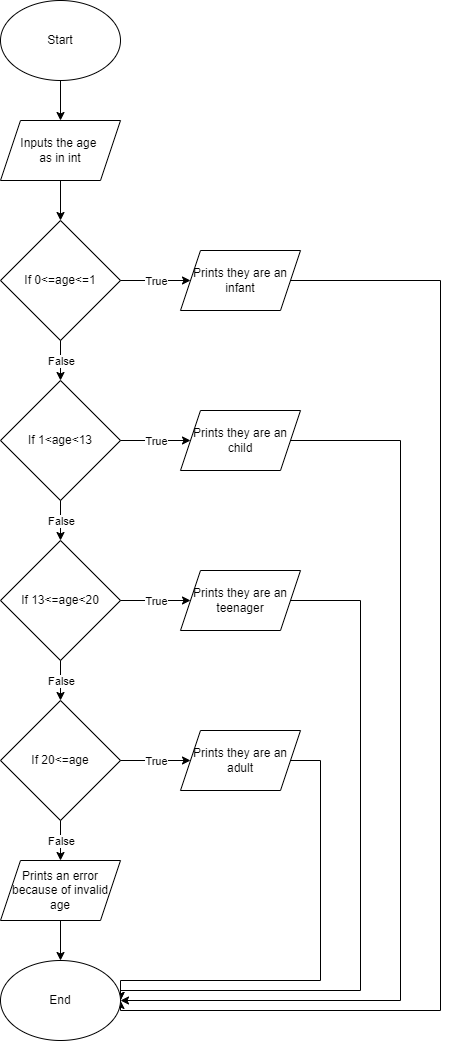 Start
Inputs the age
as in int
If 0<=age<=1
True
Prints they are an
infant
False
If 1<age<13
True
Prints they are an
child
False
If 13<=age<20
True
Prints they are an
teenager
False
If 20<=age
True
Prints they are an
adult
False
Prints an error
because of invalid
age
End